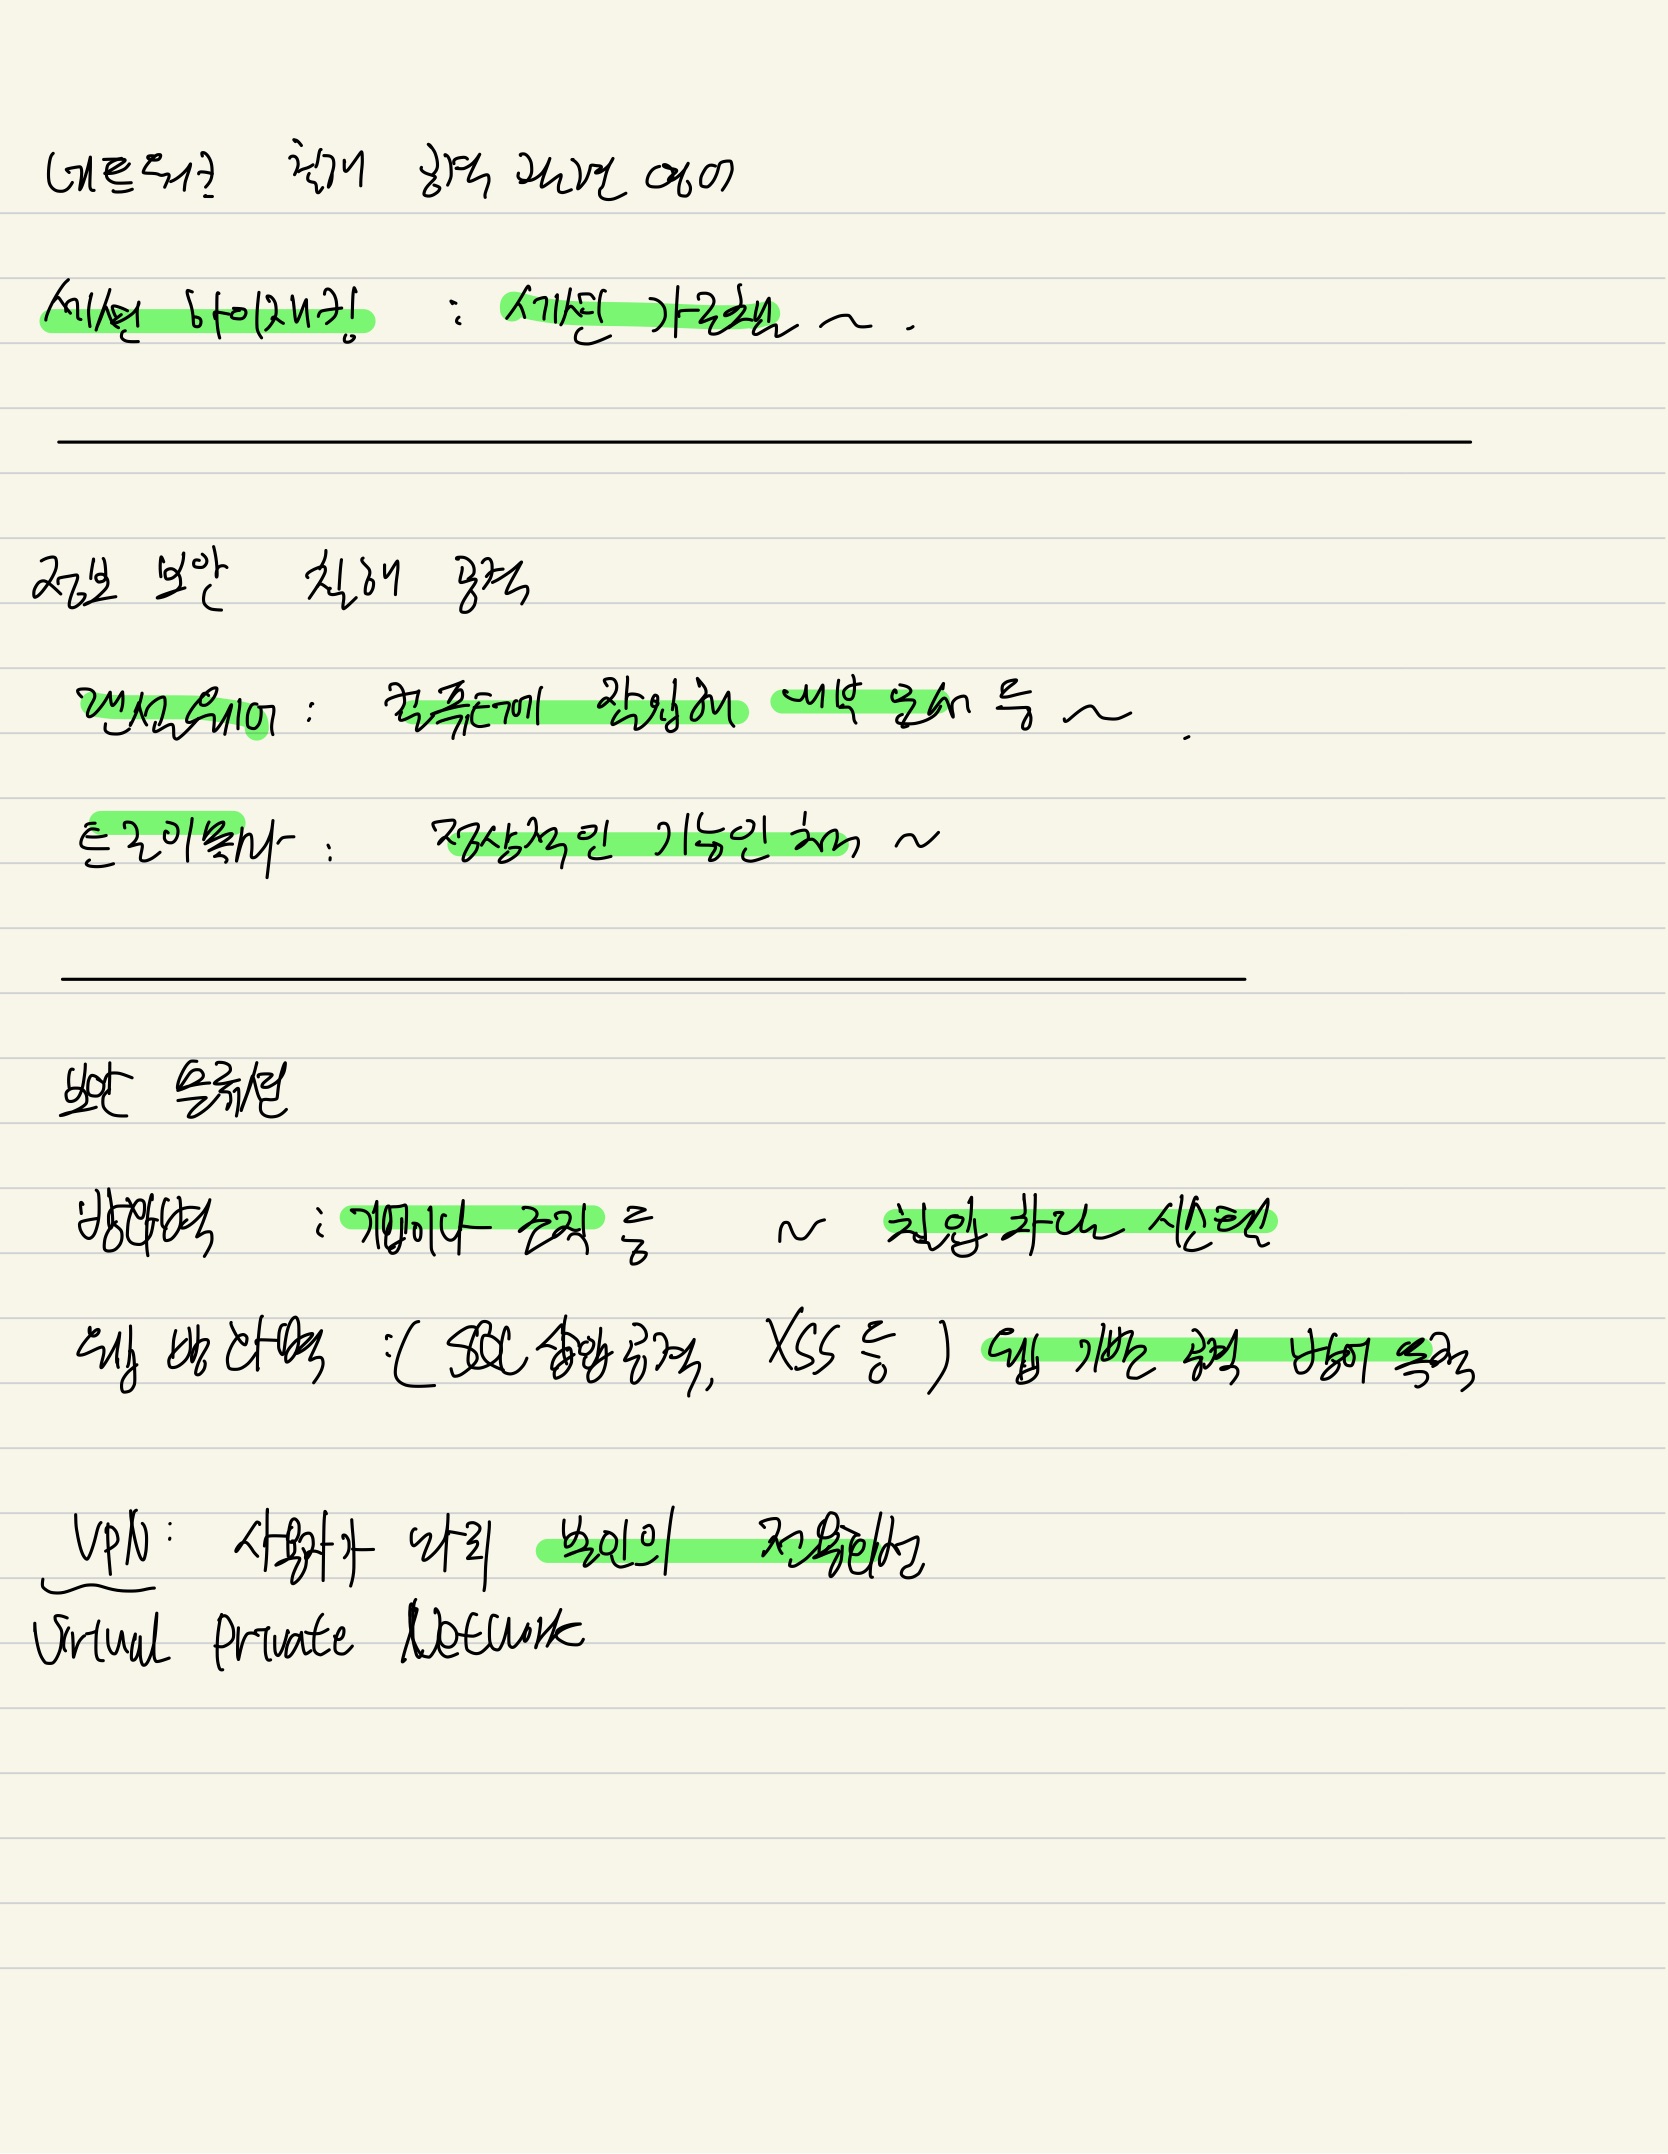 네트워크 침해 공격 관련 용어
세션 하이재킹 : 세션 가로챔 ~ .
정보 보안 침해 공격
랜섬웨어 : 컴퓨터에 잠입해 내부 문서 등 ~ .
트로이목마 : 정상적인 기능인 척 ~
보안 솔루션
방화벽 : 기업이나 조직 등 ~ 침입 차단 시스템
웹 방화벽 : ( SQL 삽입 공격, XSS 등 ) 웹 기반 공격 방어 목적
VPN : 사용자가 마치 본인의 전용회선
Virtual Private Network